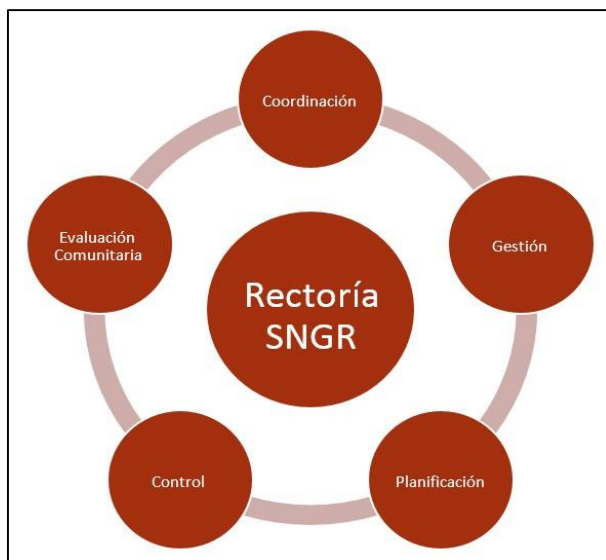 Coordinación
Gestión
Planificación
Control
Evaluación
Comunitaria
Rectoría
SNGR